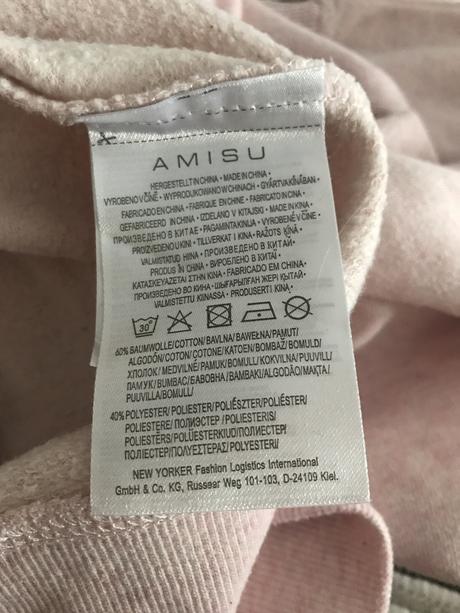 AMISU
HERGESTELLT IN CHINA • MADE IN CHINA •
VYROBENO V ČÍNĚ • WYPRODUKOWANO W CHINACH • GYÁRTVA KÍNÁBAN •
FABRICADO EN CHINA • FABRIQUE EN CHINE • FABRICATO IN CINA
GEFABRICEERD IN CHINA • IZDELANO V KITAJSKI • MADE IN KINA •
ПРОИЗВЕДЕНО В КИТАЕ • PAGAMINTA KINIJA • VYROBENÉ V ČÍNE •
PROIZVEDENO U KINI • TILLVERKAT I KINA • RAŽOTS ĶĪNĀ
VALMISTATUD HIINA • ПРОИЗВЕДЕНО В КИТАЙ •
PRODUS ÎN CHINA • ВИРОБЛЕНО В КИТАЇ
ΚΑΤΑΣΚΕΥΑΖΕΤΑΙ ΣΤΗΝ ΚΙΝΑ • FABRICADO EM CHINA •
ПРОИЗВЕДЕНО ВО КИНА • ШЫҒАРЫЛҒАН ЖЕРІ ҚЫТАЙ •
VALMISTETTU KIINASSA • PRODUSERT I KINA •
30°
60% BAUMWOLLE/COTTON/BAVLNA/BAWEŁNA/PAMUT/
ALGODÓN/COTON/COTONE/KATOEN/BOMBAŽ/BOMULD/
ХЛОПОК/MEDVILNĖ/PAMUK/BOMULL/KOKVILNA/PUUVILL/
ПАМУК/BUMBAC/БАВОВНА/ΒΑΜΒΑΚΙ/ALGODÃO/МАҚТА/
PUUVILLA/BOMULL/
40% POLYESTER/POLIESTER/POLIÉSZTER/POLIÉSTER/
POLIESTERE/ПОЛИЭСТЕР/POLIESTERIS/
POLIESTERS/POLÜESTERKIUD/ПОЛИЕСТЕР/
ПОЛІЕСТЕР/ΠΟΛΥΕΣΤΕΡΑΣ/POLYESTERI/
NEW YORKER Fashion Logistics International
GmbH & Co. KG, Russeer Weg 101-103, D-24109 Kiel.